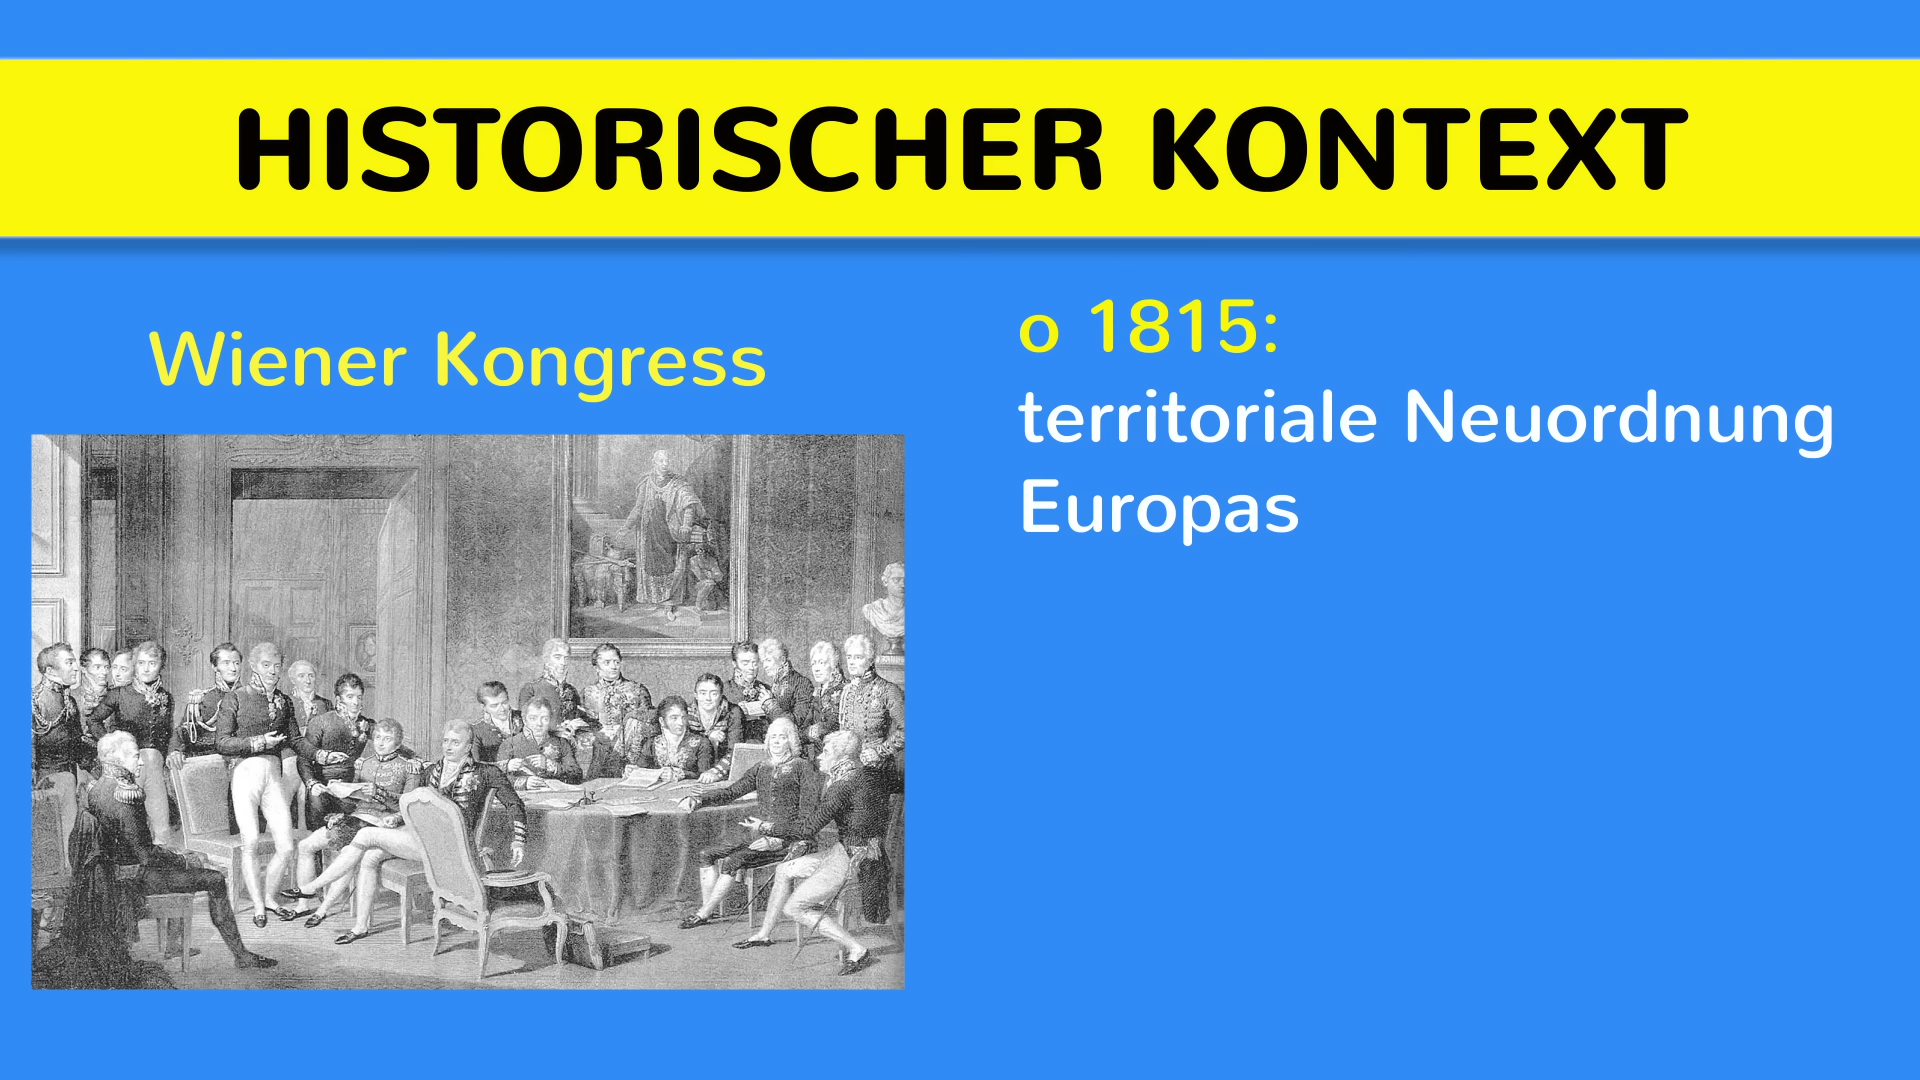 HISTORISCHER KONTEXT
Wiener Kongress
o 1815:
territoriale Neuordnung
Europas